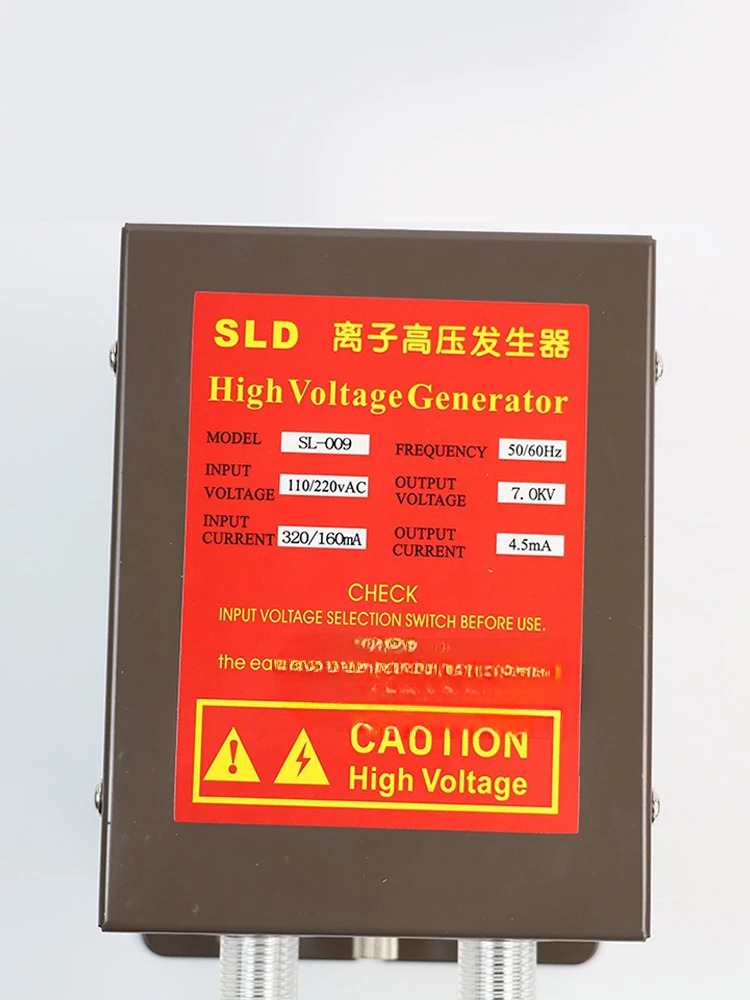 SLD 离子高压发生器
High Voltage Generator
MODEL SL-009 FREQUENCY 50/60Hz
INPUT VOLTAGE 110/220vAC OUTPUT VOLTAGE 7.0KV
INPUT CURRENT 320/160mA OUTPUT CURRENT 4.5mA
CHECK
INPUT VOLTAGE SELECTION SWITCH BEFORE USE.
the
CAUTION
High Voltage